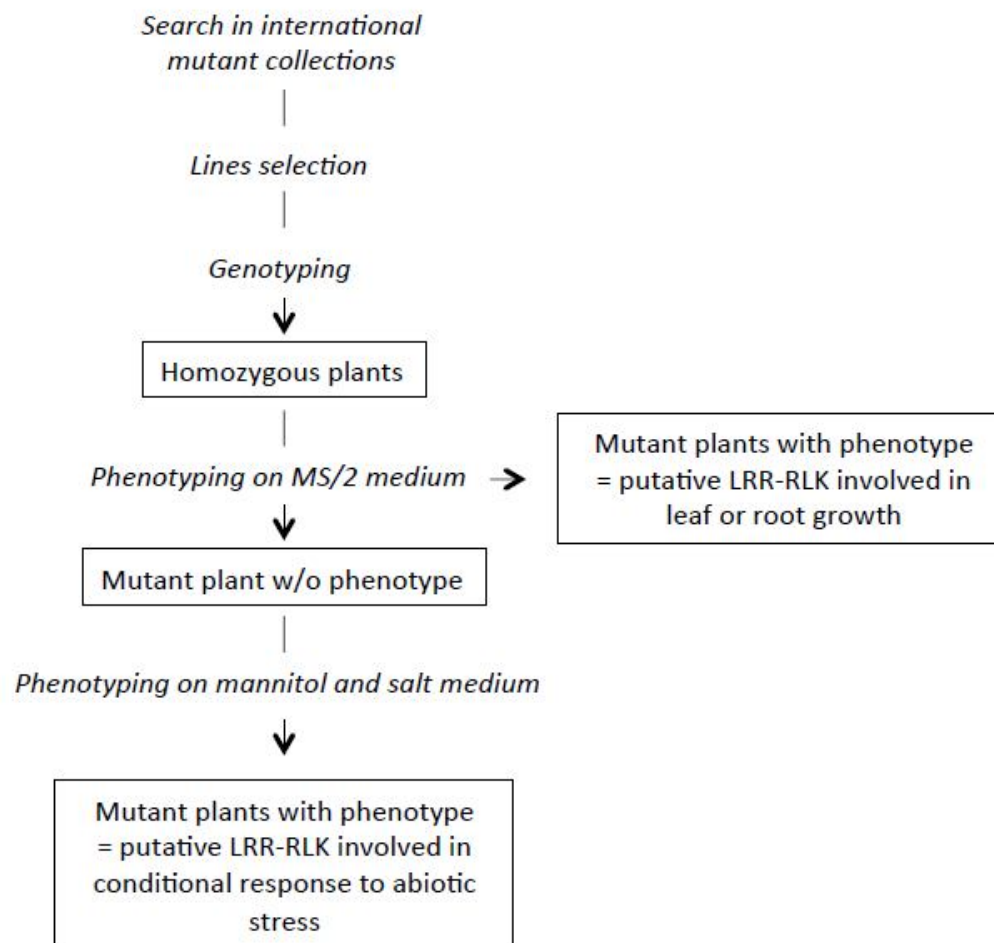 Search in international
mutant collections
Lines selection
Genotyping
Homozygous plants
Phenotyping on MS/2 medium
Mutant plants with phenotype
= putative LRR-RLK involved in
leaf or root growth
Mutant plant w/o phenotype
Phenotyping on mannitol and salt medium
Mutant plants with phenotype
= putative LRR-RLK involved in
conditional response to abiotic
stress